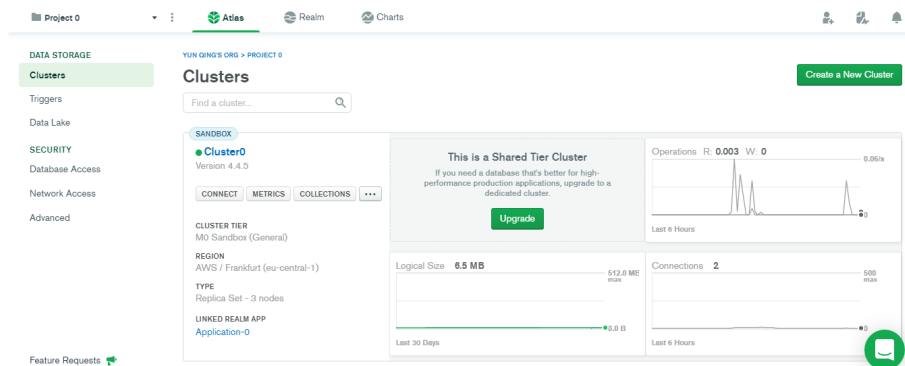 Project 0
Atlas
Realm
Charts
DATA STORAGE
Clusters
Triggers
Data Lake
SECURITY
Database Access
Network Access
Advanced
Feature Requests
YUN QING'S ORG > PROJECT 0
Clusters
Create a New Cluster
Find a cluster...
SANDBOX
Cluster0
Version 4.4.5
CONNECT METRICS COLLECTIONS ...
CLUSTER TIER
M0 Sandbox (General)
REGION
AWS / Frankfurt (eu-central-1)
TYPE
Replica Set - 3 nodes
LINKED REALM APP
Application-0
This is a Shared Tier Cluster
If you need a database that's better for high-
performance production applications, upgrade to a
dedicated cluster.
Upgrade
Operations R: 0.003 W: 0
0.06/s
0
Last 6 Hours
Logical Size 6.5 MB
512.0 MB
max
0.0 B
Last 30 Days
Connections 2
500
max
0
Last 6 Hours